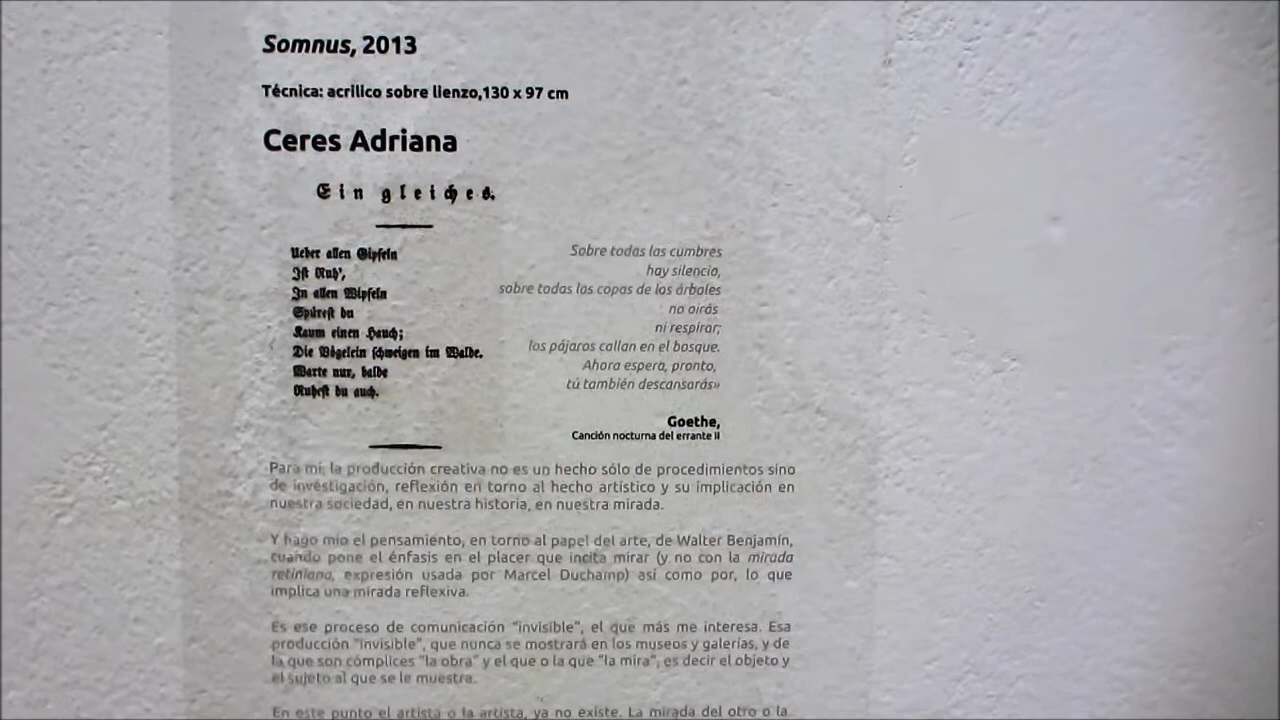 Somnus, 2013
Técnica: acrilico sobre lienzo,130 x 97 cm
Ceres Adriana
Ein gleiches.
Ueber allen Gipfeln
Ist Ruh',
In allen Wipfeln
Spürest du
Kaum einen Hauch;
Die Vögelein schweigen im Walde.
Warte nur, balde
Ruhest du auch.
Sobre todas las cumbres
hay silencio,
sobre todas las copas de los árboles
no oirás
ni respirar;
los pájaros callan en el bosque.
Ahora espera, pronto,
tú también descansarás»
Goethe,
Canción nocturna del errante II
Para mi, la producción creativa no es un hecho sólo de procedimientos sino
de investigación, reflexión en torno al hecho artístico y su implicación en
nuestra sociedad, en nuestra historia, en nuestra mirada.
Y hago mío el pensamiento, en torno al papel del arte, de Walter Benjamín,
cuando pone el énfasis en el placer que incita mirar (y no con la mirada
retiniana, expresión usada por Marcel Duchamp) así como por, lo que
implica una mirada reflexiva.
Es ese proceso de comunicación "invisible", el que más me interesa. Esa
producción "invisible", que nunca se mostrará en los museos y galerías, y de
la que son cómplices "la obra" y el que o la que "la mira", es decir el objeto y
el sujeto al que se le muestra.
En este punto el artista o la artista, ya no existe. La mirada del otro o la